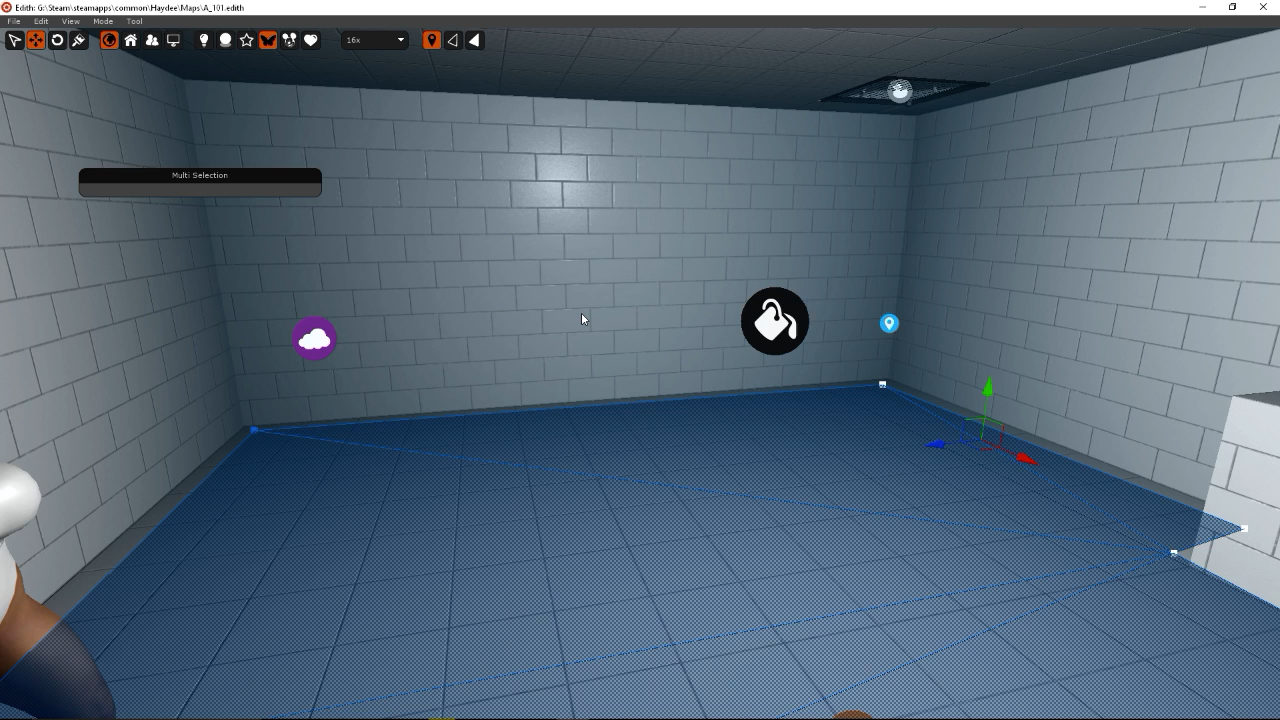 Edith: G:\Steam\steamapps\common\Haydee\Maps\A_101.edith
File Edit View Mode Tool
16x
Multi Selection